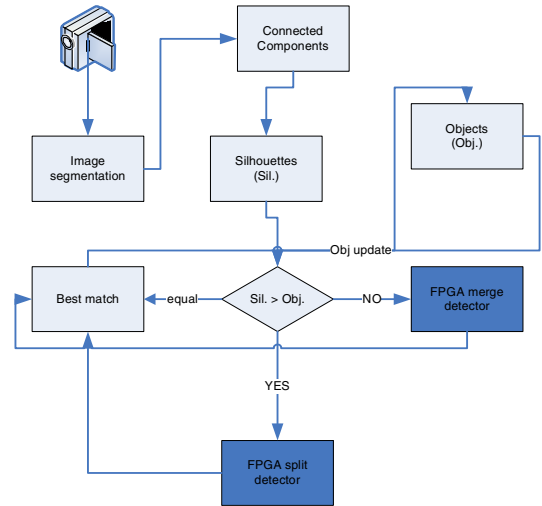 Connected
Components
Image
segmentation
Silhouettes
(Sil.)
Objects
(Obj.)
Obj update
Best match
equal
Sil. > Obj.
NO
FPGA merge
detector
YES
FPGA split
detector